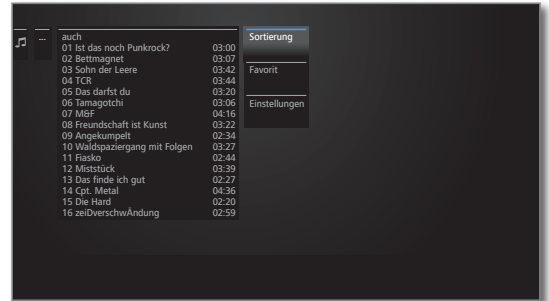 ...
auch
01 Ist das noch Punkrock? 03:00
02 Bettmagnet 03:07
03 Sohn der Leere 03:42
04 TCR 03:44
05 Das darfst du 03:20
06 Tamagotchi 03:06
07 M&F 04:16
08 Freundschaft ist Kunst 03:22
09 Angekumpelt 02:34
10 Waldspaziergang mit Folgen 03:27
11 Fiasko 02:44
12 Miststück 03:39
13 Das finde ich gut 02:27
14 Cpt. Metal 04:36
15 Die Hard 02:20
16 zeiDverschwÄndung 02:59
Sortierung
Favorit
Einstellungen